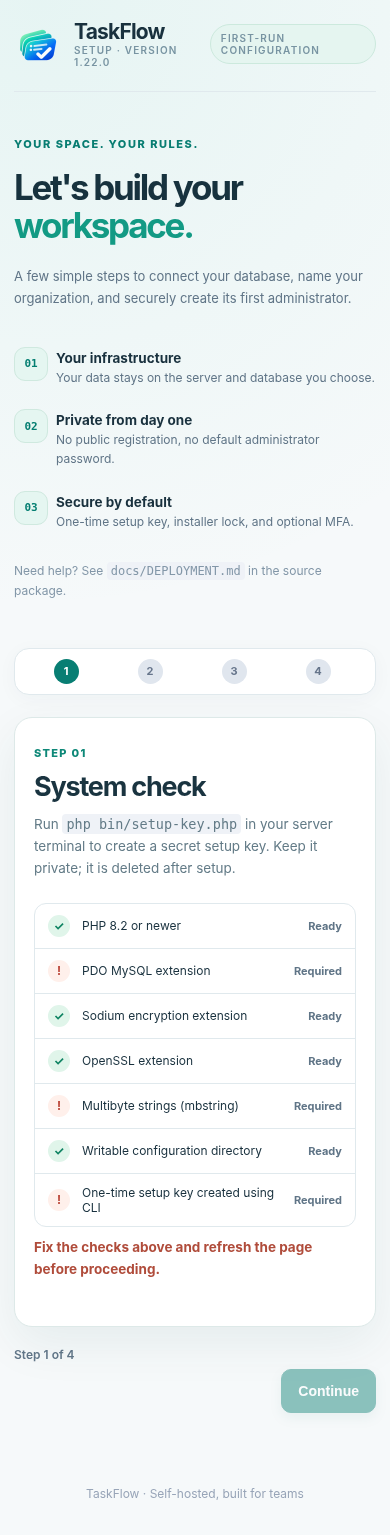 TaskFlow
SETUP · VERSION
1.22.0
FIRST-RUN
CONFIGURATION
YOUR SPACE. YOUR RULES.
Let's build your
workspace.
A few simple steps to connect your database, name your
organization, and securely create its first administrator.
01
Your infrastructure
Your data stays on the server and database you choose.
02
Private from day one
No public registration, no default administrator
password.
03
Secure by default
One-time setup key, installer lock, and optional MFA.
Need help? See docs/DEPLOYMENT.md in the source
package.
1 2 3 4
STEP 01
System check
Run php bin/setup-key.php in your server
terminal to create a secret setup key. Keep it
private; it is deleted after setup.
✓ PHP 8.2 or newer Ready
! PDO MySQL extension Required
✓ Sodium encryption extension Ready
✓ OpenSSL extension Ready
! Multibyte strings (mbstring) Required
✓ Writable configuration directory Ready
! One-time setup key created using
CLI Required
Fix the checks above and refresh the page
before proceeding.
Step 1 of 4
Continue
TaskFlow · Self-hosted, built for teams